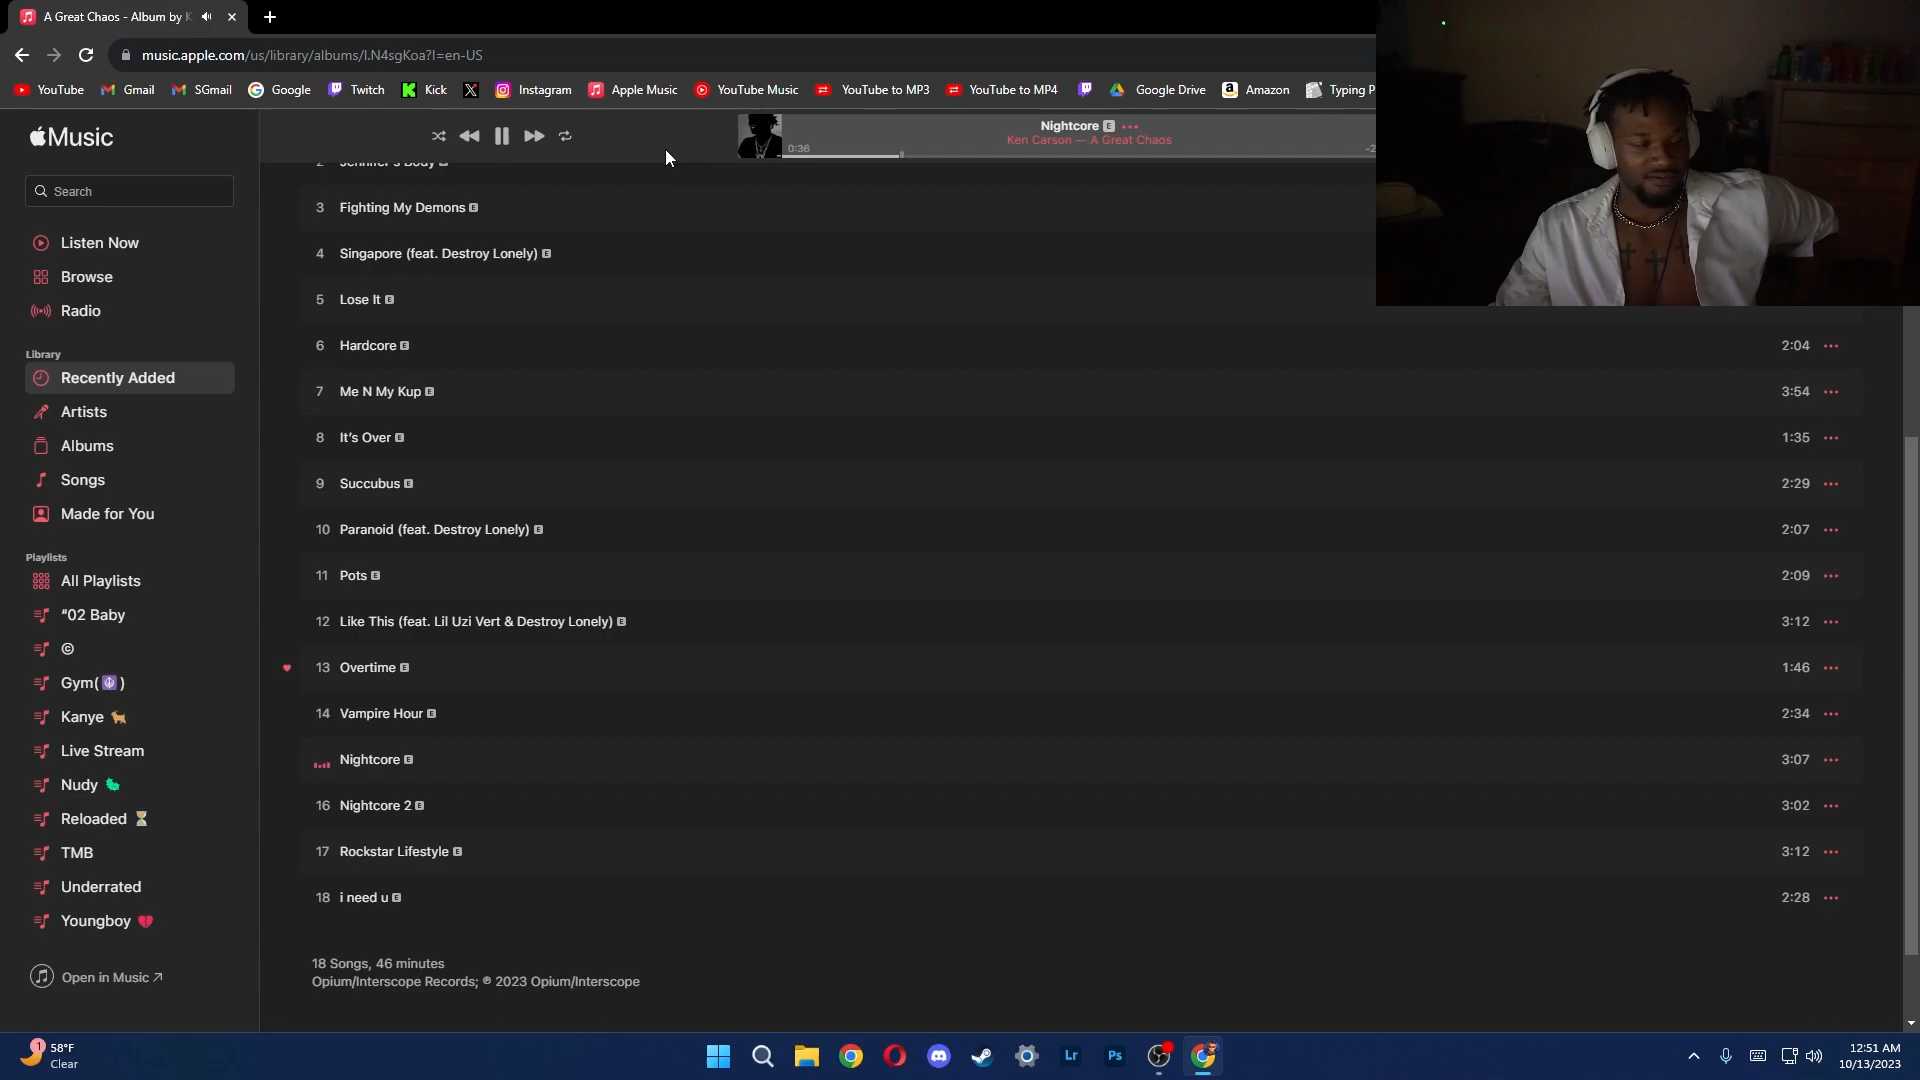 A Great Chaos - Album by K
music.apple.com/us/library/albums/l.N4sgKoa?l=en-US
YouTube
Gmail
SGmail
Google
Twitch
Kick
Instagram
Apple Music
YouTube Music
YouTube to MP3
YouTube to MP4
Google Drive
Amazon
Typing P
Music
Nightcore E
Ken Carson — A Great Chaos
0:36
-2
Search
Listen Now
Browse
Radio
Library
Recently Added
Artists
Albums
Songs
Made for You
Playlists
All Playlists
“02 Baby
©
Gym(☮️)
Kanye 🐐
Live Stream
Nudy
Reloaded ⏳
TMB
Underrated
Youngboy 💔
Open in Music ↗
2 Jennifer's Body E
3 Fighting My Demons E
4 Singapore (feat. Destroy Lonely) E
5 Lose It E
6 Hardcore E 2:04
7 Me N My Kup E 3:54
8 It's Over E 1:35
9 Succubus E 2:29
10 Paranoid (feat. Destroy Lonely) E 2:07
11 Pots E 2:09
12 Like This (feat. Lil Uzi Vert & Destroy Lonely) E 3:12
13 Overtime E 1:46
14 Vampire Hour E 2:34
Nightcore E 3:07
16 Nightcore 2 E 3:02
17 Rockstar Lifestyle E 3:12
18 i need u E 2:28
18 Songs, 46 minutes
Opium/Interscope Records; ℗ 2023 Opium/Interscope
1
58°F
Clear
Lr
Ps
12:51 AM
10/13/2023